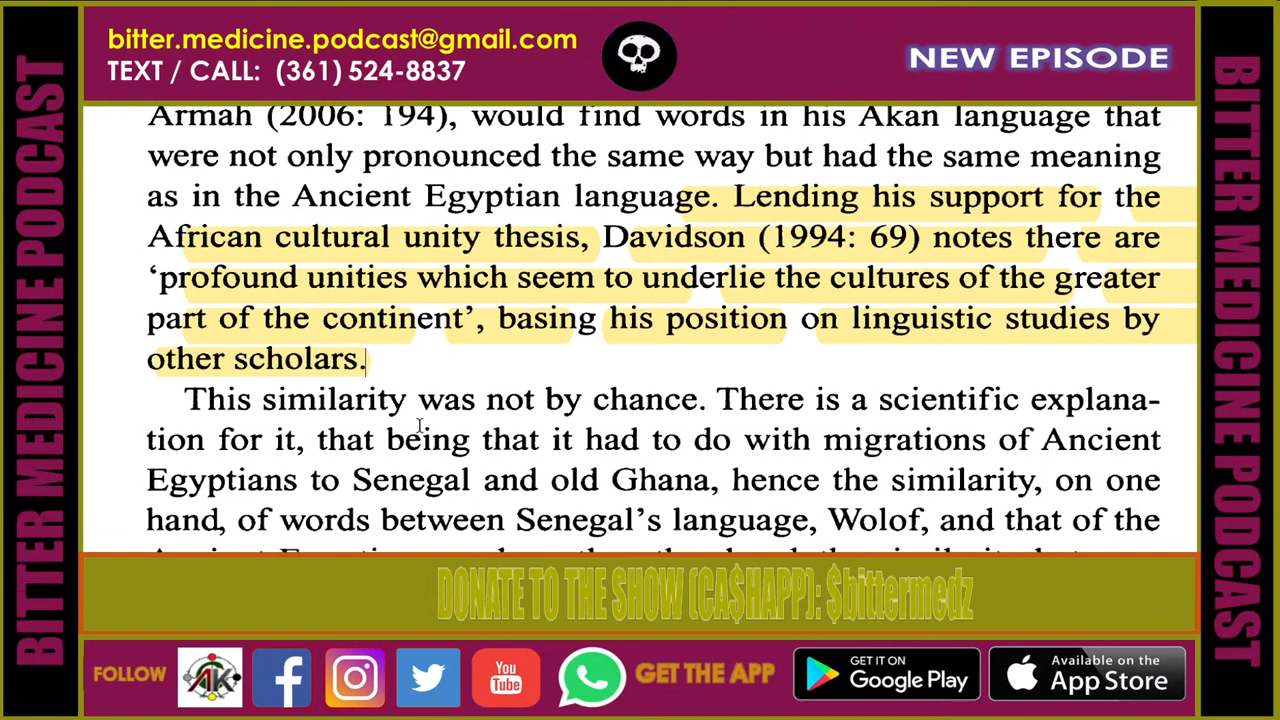 bitter.medicine.podcast@gmail.com
TEXT / CALL: (361) 524-8837
NEW EPISODE
BITTER MEDICINE PODCAST
Armah (2006: 194), would find words in his Akan language that
were not only pronounced the same way but had the same meaning
as in the Ancient Egyptian language. Lending his support for the
African cultural unity thesis, Davidson (1994: 69) notes there are
‘profound unities which seem to underlie the cultures of the greater
part of the continent’, basing his position on linguistic studies by
other scholars.
This similarity was not by chance. There is a scientific explana-
tion for it, that being that it had to do with migrations of Ancient
Egyptians to Senegal and old Ghana, hence the similarity, on one
hand, of words between Senegal’s language, Wolof, and that of the
BITTER MEDICINE PODCAST
DONATE TO THE SHOW (CA$HAPP): $bittermedz
FOLLOW
You
Tube
GET THE APP
GET IT ON
Google Play
Available on the
App Store